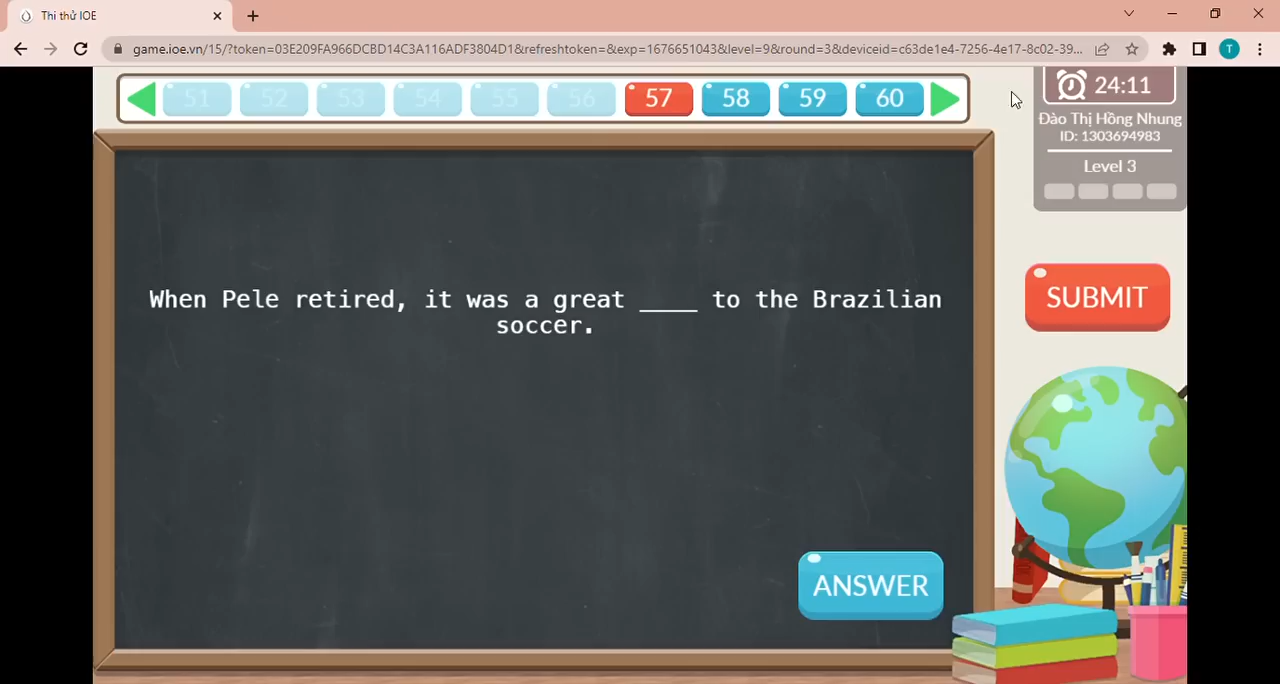 Thi thử IOE
game.ioe.vn/15/?token=03E209FA966DCBD14C3A116ADF3804D1&refreshtoken=&exp=1676651043&level=9&round=3&deviceid=c63de1e4-7256-4e17-8c02-39...
T
51 52 53 54 55 56 57 58 59 60
24:11
Đào Thị Hồng Nhung
ID: 1303694983
Level 3
When Pele retired, it was a great ____ to the Brazilian
soccer.
SUBMIT
ANSWER